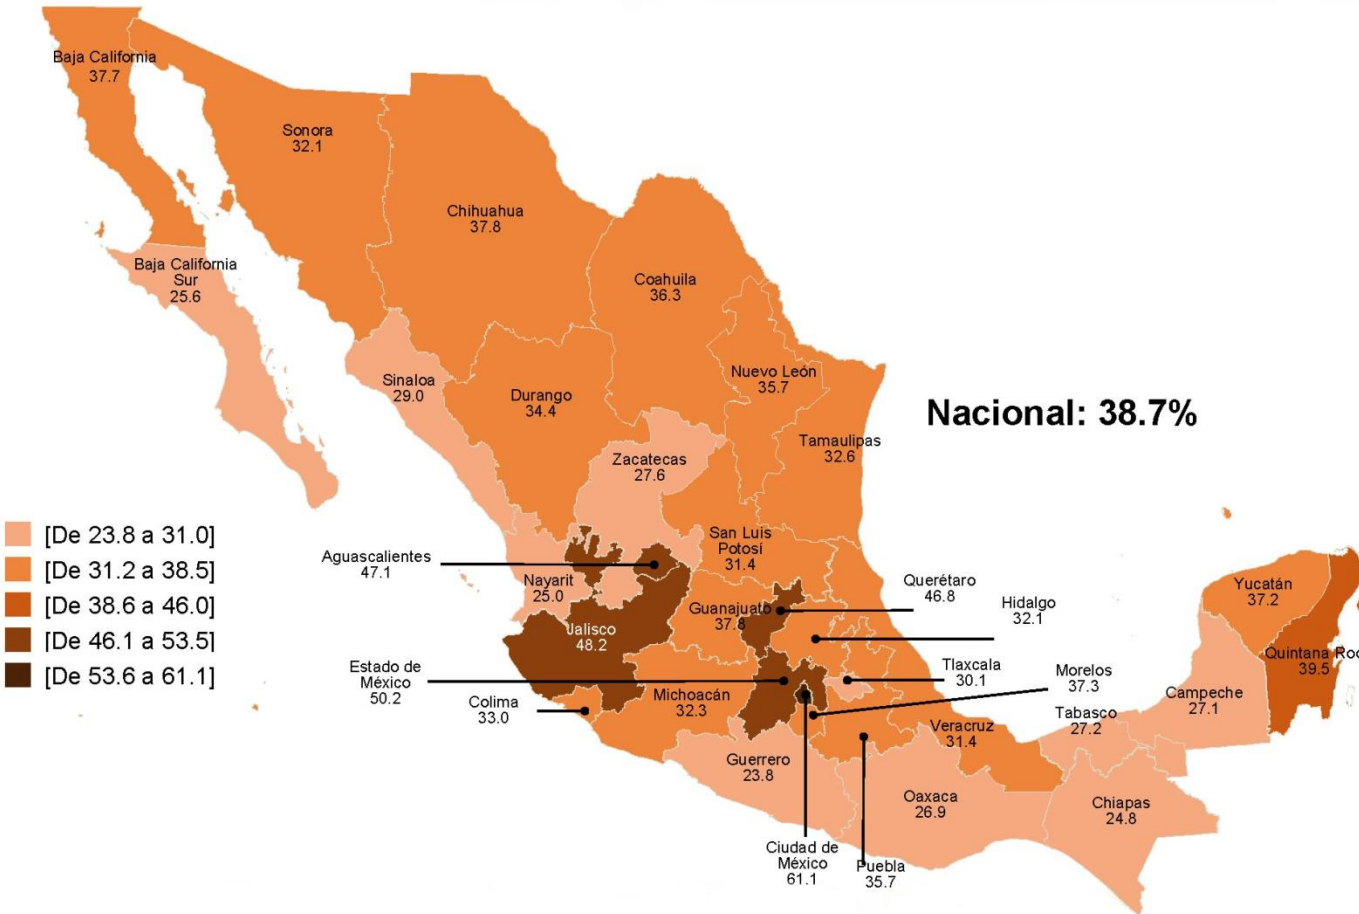 Baja California
37.7
Sonora
32.1
Chihuahua
37.8
Baja California
Sur
25.6
Coahuila
36.3
Nuevo León
35.7
Sinaloa
29.0
Durango
34.4
Nacional: 38.7%
Tamaulipas
32.6
Zacatecas
27.6
[De 23.8 a 31.0]
[De 31.2 a 38.5]
[De 38.6 a 46.0]
[De 46.1 a 53.5]
[De 53.6 a 61.1]
San Luis
Potosí
31.4
Aguascalientes
47.1
Nayarit
25.0
Querétaro
46.8
Yucatán
37.2
Guanajuato
37.8
Hidalgo
32.1
Jalisco
48.2
Quintana Roo
39.5
Estado de
México
50.2
Tlaxcala
30.1
Morelos
37.3
Colima
33.0
Michoacán
32.3
Campeche
27.1
Tabasco
27.2
Veracruz
31.4
Guerrero
23.8
Oaxaca
26.9
Chiapas
24.8
Ciudad de
México
61.1
Puebla
35.7